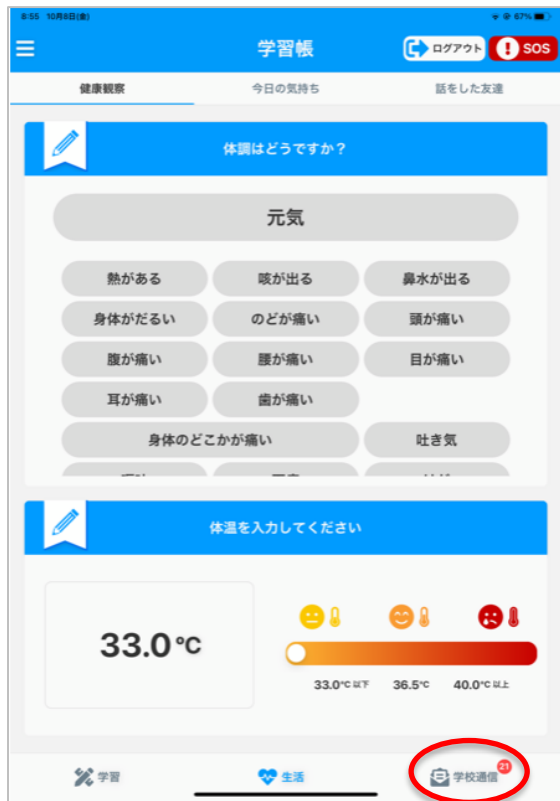 8:55 10月8日(金) 67%
学習帳 ログアウト SOS
健康観察 今日の気持ち 話をした友達
体調はどうですか？
元気
熱がある 咳が出る 鼻水が出る
身体がだるい のどが痛い 頭が痛い
腹が痛い 腰が痛い 目が痛い
耳が痛い 歯が痛い
身体のどこかが痛い 吐き気
体温を入力してください
33.0℃
33.0℃以下 36.5℃ 40.0℃以上
学習 生活 学校通信 21